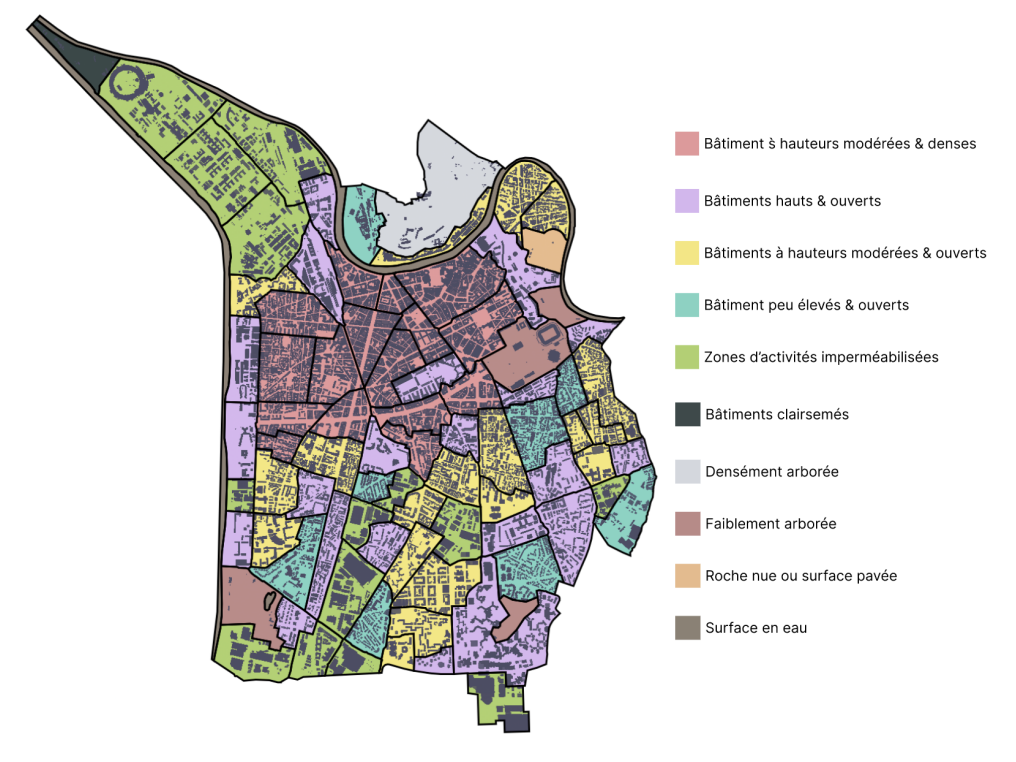 Bâtiment s̀ hauteurs modérées & denses
Bâtiments hauts & ouverts
Bâtiments à hauteurs modérées & ouverts
Bâtiment peu élevés & ouverts
Zones d’activités imperméabilisées
Bâtiments clairsemés
Densément arborée
Faiblement arborée
Roche nue ou surface pavée
Surface en eau